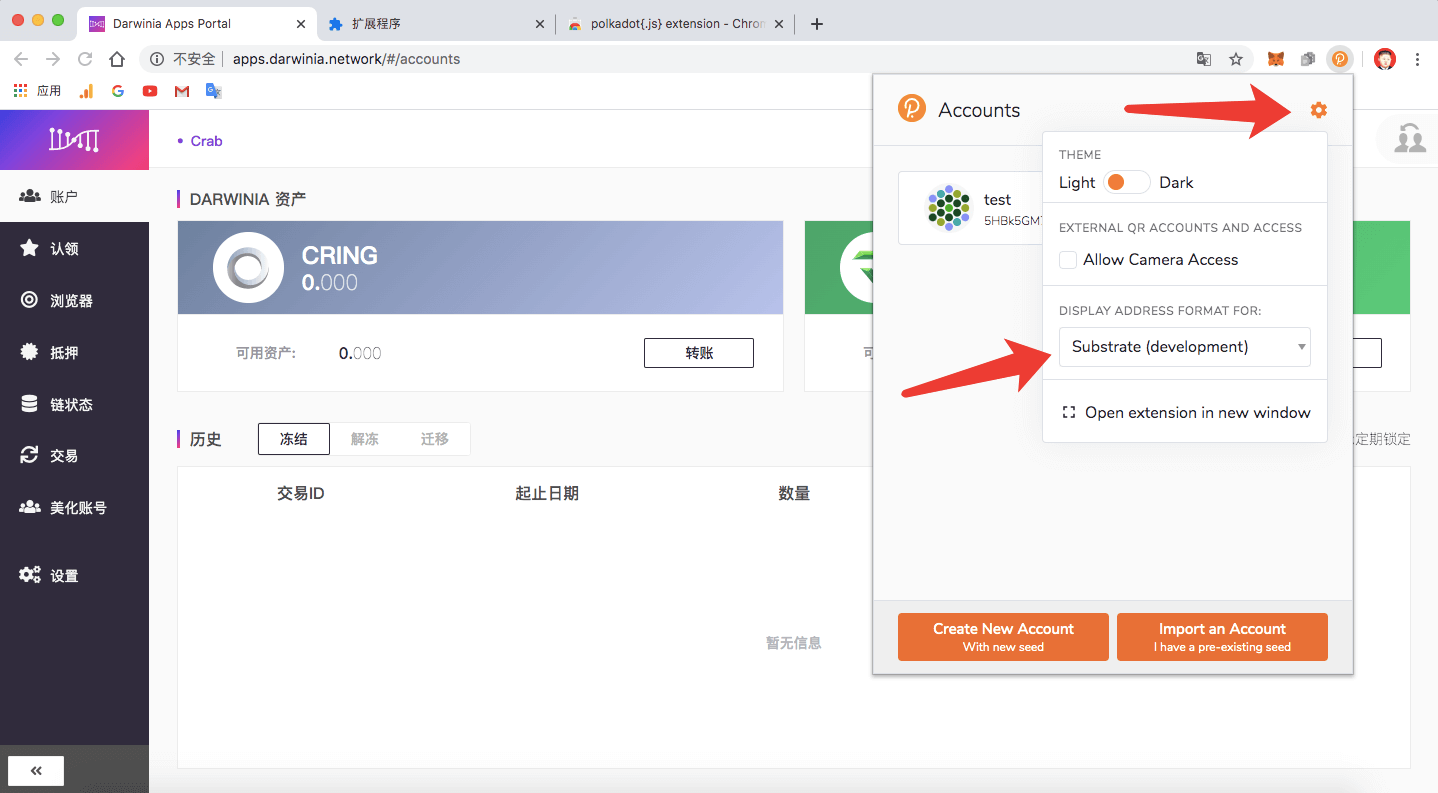 Darwinia Apps Portal
扩展程序
polkadot{.js} extension - Chron
不安全
apps.darwinia.network/#/accounts
应用
Crab
账户
认领
浏览器
抵押
链状态
交易
美化账号
设置
DARWINIA 资产
CRING
0.000
可用资产:
0.000
转账
历史
冻结
解冻
迁移
定期锁定
交易ID
起止日期
数量
暂无信息
Accounts
test
5HBk5GM
THEME
Light
Dark
EXTERNAL QR ACCOUNTS AND ACCESS
Allow Camera Access
DISPLAY ADDRESS FORMAT FOR:
Substrate (development)
Open extension in new window
Create New Account
With new seed
Import an Account
I have a pre-existing seed